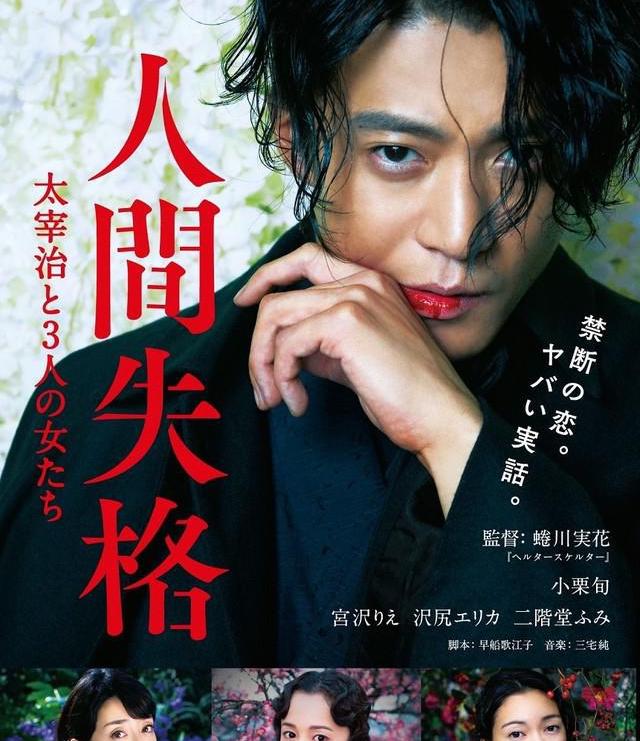 人間失格
太宰治と3人の女たち
禁断の恋。
ヤバい実話。
監督: 蜷川実花
『ヘルタースケルター』
小栗旬
宮沢りえ 沢尻エリカ 二階堂ふみ
脚本: 早船歌江子 音楽: 三宅純